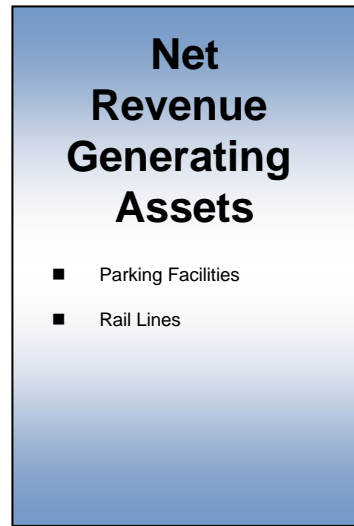 Net
Revenue
Generating
Assets
■ Parking Facilities
■ Rail Lines